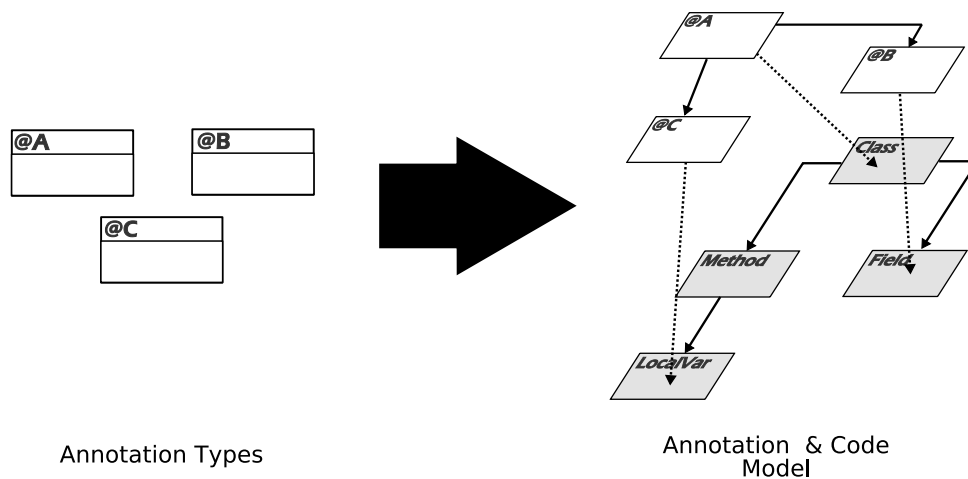 @A
@B
@C
Annotation Types
@A
@B
@C
Class
Method
Field
LocalVar
Annotation & Code
Model